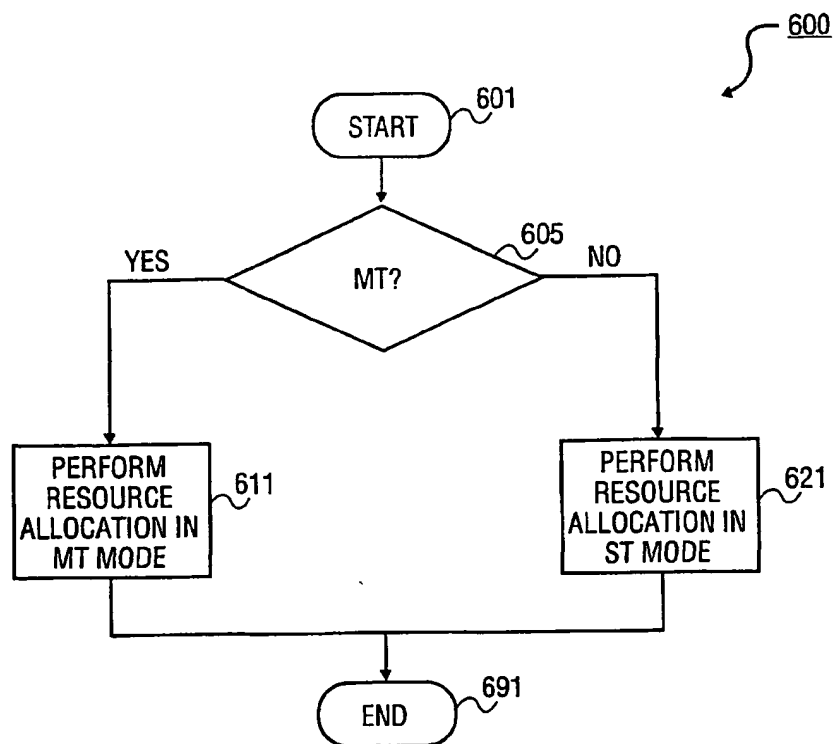 600
START
601
605
YES
MT?
NO
PERFORM
RESOURCE
ALLOCATION IN
MT MODE
611
PERFORM
RESOURCE
ALLOCATION IN
ST MODE
621
END
691